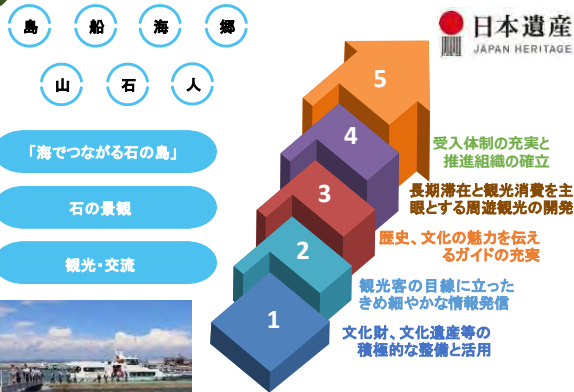 島 船 海 郷
山 石 人
日本遺産
JAPAN HERITAGE
「海でつながる石の島」
石の景観
観光・交流
5
受入体制の充実と
推進組織の確立
4
長期滞在と観光消費を主
眼とする周遊観光の開発
3
歴史、文化の魅力を伝え
るガイドの充実
2
観光客の目線に立った
きめ細やかな情報発信
1
文化財、文化遺産等の
積極的な整備と活用